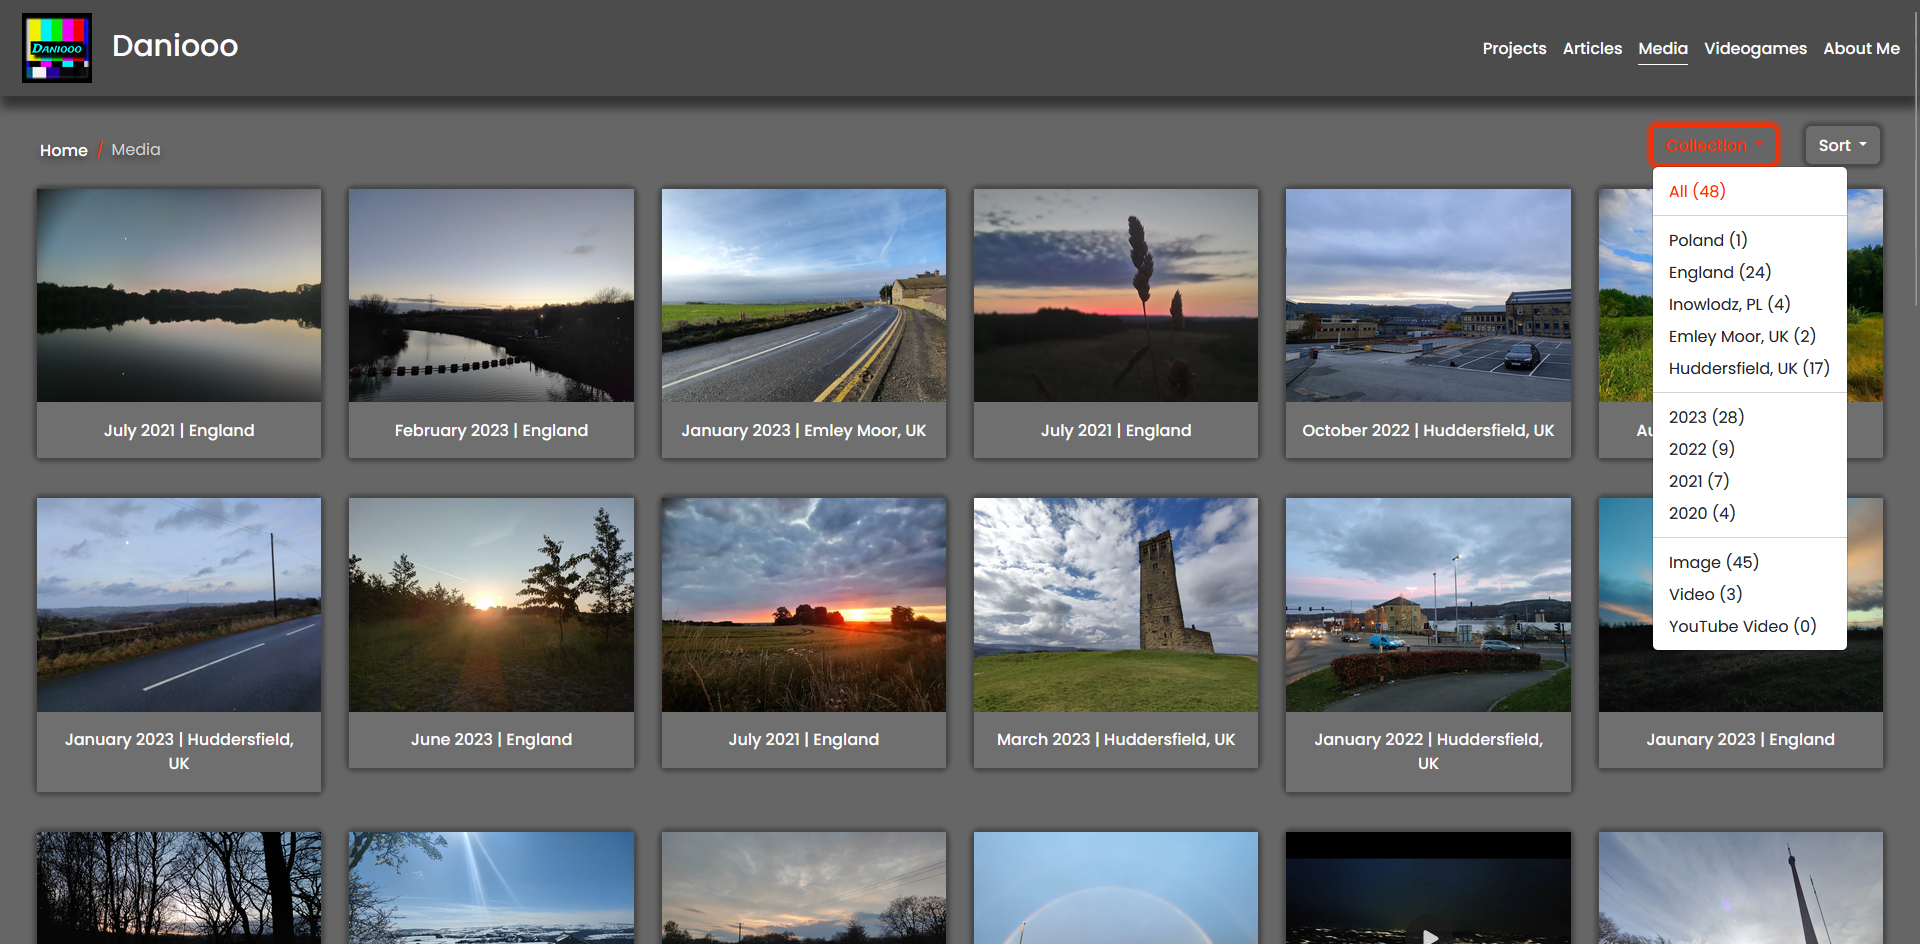 DANIOOO
Daniooo
Projects Articles Media Videogames About Me
Home / Media
Collection
Sort
All (48)
Poland (1)
England (24)
Inowlodz, PL (4)
Emley Moor, UK (2)
Huddersfield, UK (17)
2023 (28)
2022 (9)
2021 (7)
2020 (4)
Image (45)
Video (3)
YouTube Video (0)
July 2021 | England
February 2023 | England
January 2023 | Emley Moor, UK
July 2021 | England
October 2022 | Huddersfield, UK
January 2023 | Huddersfield,
UK
June 2023 | England
July 2021 | England
March 2023 | Huddersfield, UK
January 2022 | Huddersfield,
UK
Jaunary 2023 | England